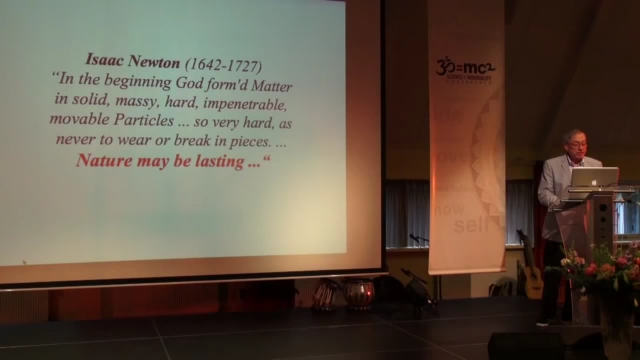 Isaac Newton (1642-1727)
“In the beginning God form'd Matter
in solid, massy, hard, impenetrable,
movable Particles ... so very hard, as
never to wear or break in pieces. ...
Nature may be lasting ...“
ॐ=mc2
self